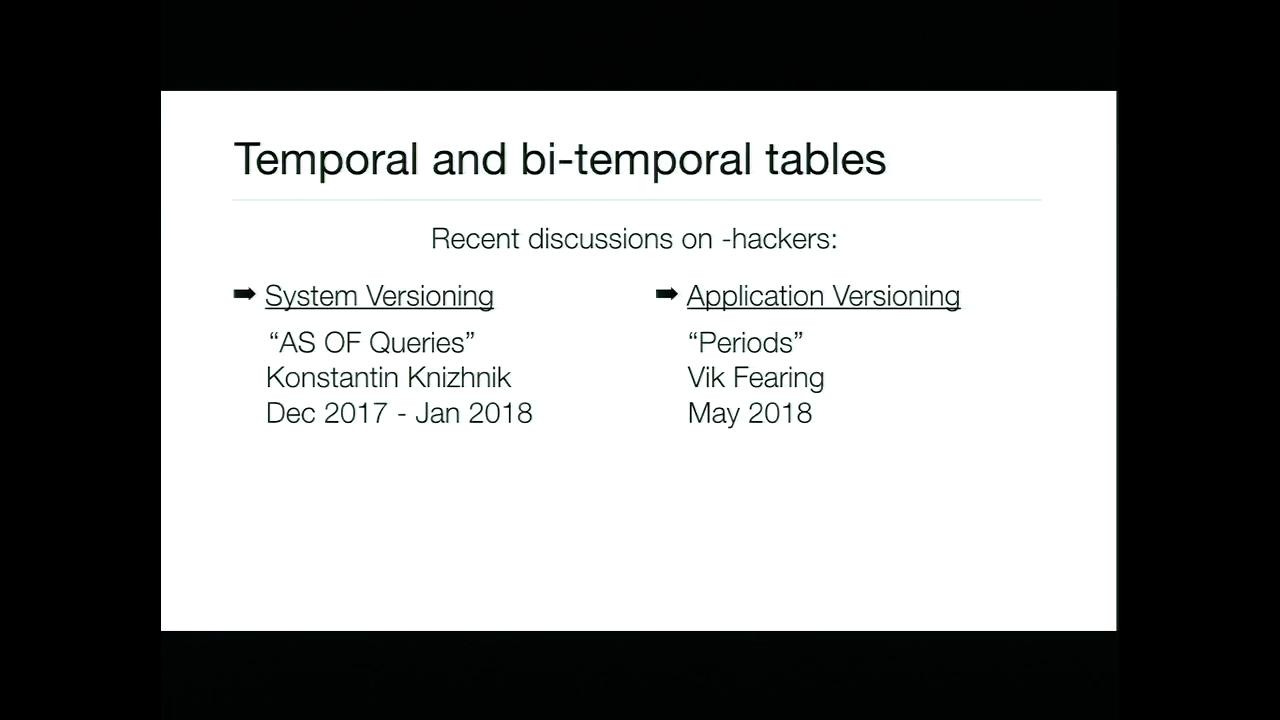 Temporal and bi-temporal tables
Recent discussions on -hackers:
➡ System Versioning
“AS OF Queries”
Konstantin Knizhnik
Dec 2017 - Jan 2018
➡ Application Versioning
“Periods”
Vik Fearing
May 2018